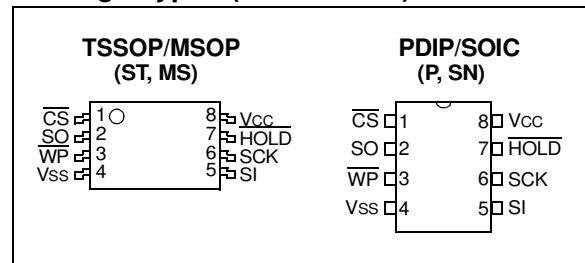 TSSOP/MSOP
(ST, MS)
CS 1 8 VCC
SO 2 7 HOLD
WP 3 6 SCK
VSS 4 5 SI
PDIP/SOIC
(P, SN)
CS 1 8 VCC
SO 2 7 HOLD
WP 3 6 SCK
VSS 4 5 SI